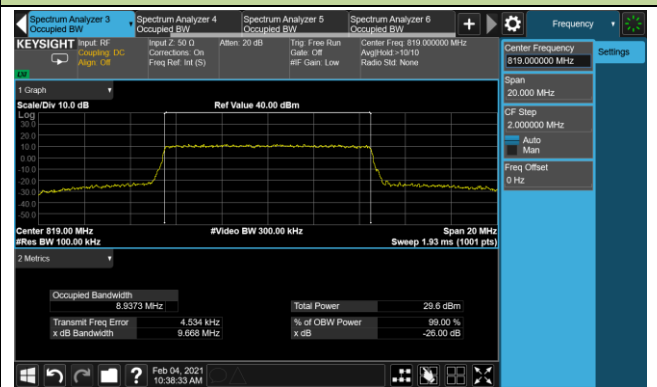 Spectrum Analyzer 3
Occupied BW
Spectrum Analyzer 4
Occupied BW
Spectrum Analyzer 5
Occupied BW
Spectrum Analyzer 6
Occupied BW
+
Frequency
KEYSIGHT
Input: RF
Coupling: DC
Align: Off
Input Z: 50 Ω
Corrections: On
Freq Ref: Int (S)
Atten: 20 dB
Trig: Free Run
Gate: Off
#IF Gain: Low
Center Freq: 819.000000 MHz
Avg|Hold:>10/10
Radio Std: None
Center Frequency
819.000000 MHz
Settings
Span
20.000 MHz
CF Step
2.000000 MHz
Auto
Man
Freq Offset
0 Hz
1 Graph
Scale/Div 10.0 dB
Ref Value 40.00 dBm
Log
30.0
20.0
10.0
0.00
-10.0
-20.0
-30.0
-40.0
-50.0
Center 819.00 MHz
#Video BW 300.00 kHz
Span 20 MHz
#Res BW 100.00 kHz
Sweep 1.93 ms (1001 pts)
2 Metrics
Occupied Bandwidth
8.9373 MHz
Total Power
29.6 dBm
Transmit Freq Error
4.534 kHz
% of OBW Power
99.00 %
x dB Bandwidth
9.668 MHz
x dB
-26.00 dB
?
Feb 04, 2021
10:38:33 AM